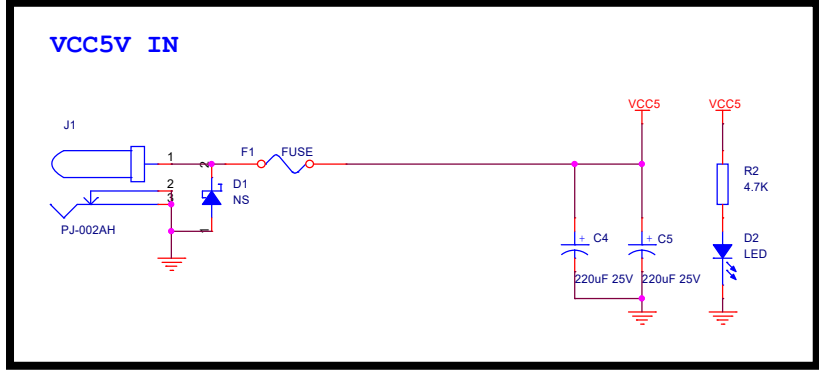 VCC5V IN
VCC5 VCC5
J1
1 2 F1 FUSE
2 D1 R2
3 NS 4.7K
PJ-002AH 1 + C4 + C5 D2
LED
220uF 25V 220uF 25V